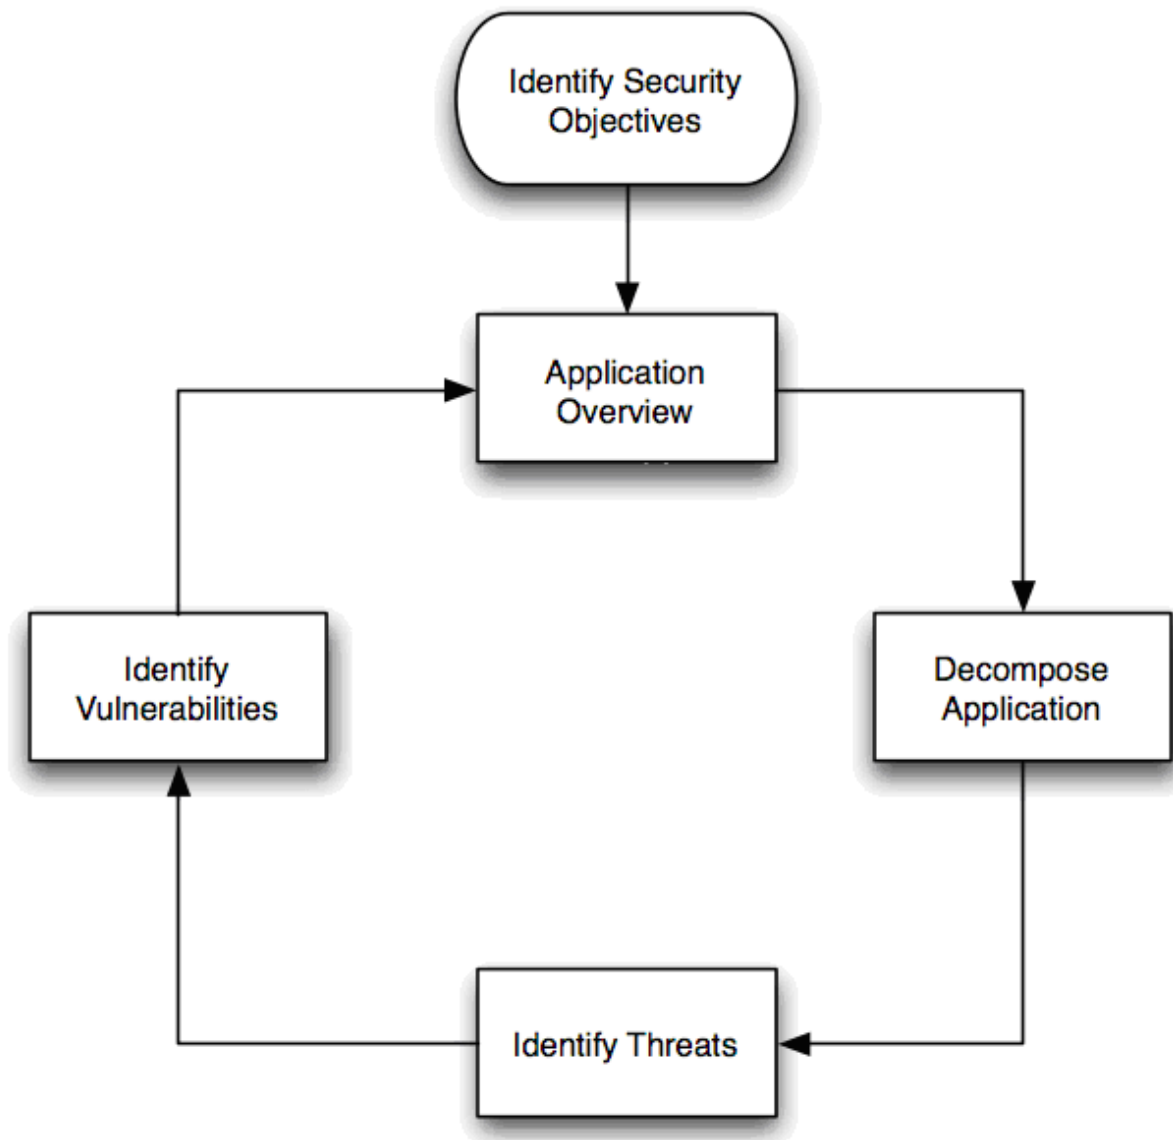 Identify Security
Objectives
Application
Overview
Identify
Vulnerabilities
Decompose
Application
Identify Threats